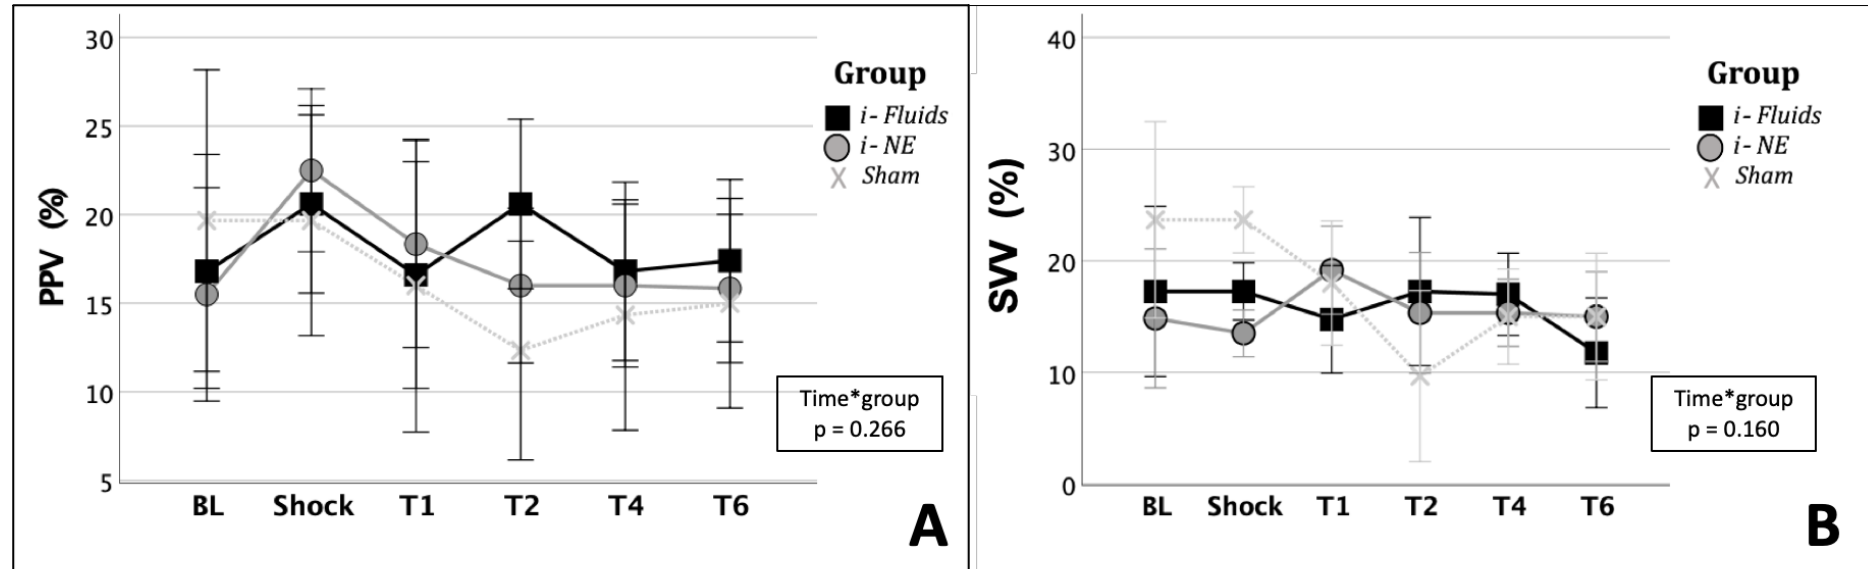 30
25
20
15
10
5
PPV (%)
BL Shock T1 T2 T4 T6
Group
i- Fluids
i- NE
Sham
Time*group
p = 0.266
A
40
30
20
10
0
SVV (%)
BL Shock T1 T2 T4 T6
Group
i- Fluids
i- NE
Sham
Time*group
p = 0.160
B